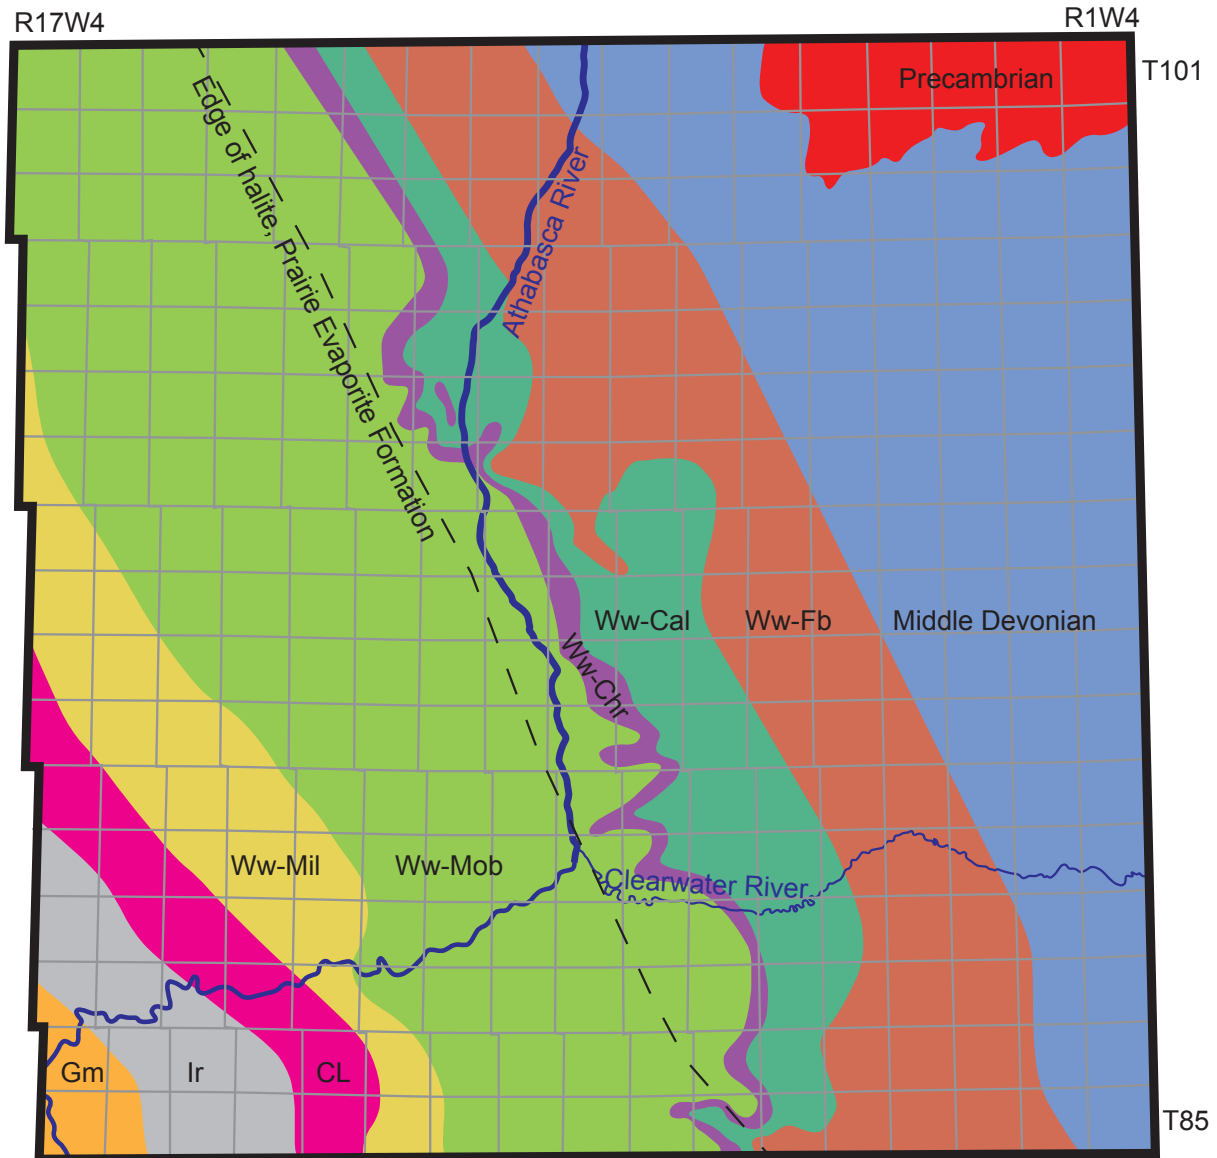 R17W4
R1W4
T101
Precambrian
Edge of halite, Prairie Evaporite Formation
Athabasca River
Ww-Cal
Ww-Fb
Middle Devonian
Ww-Chr
Ww-Mil
Ww-Mob
Clearwater River
Gm
Ir
CL
T85